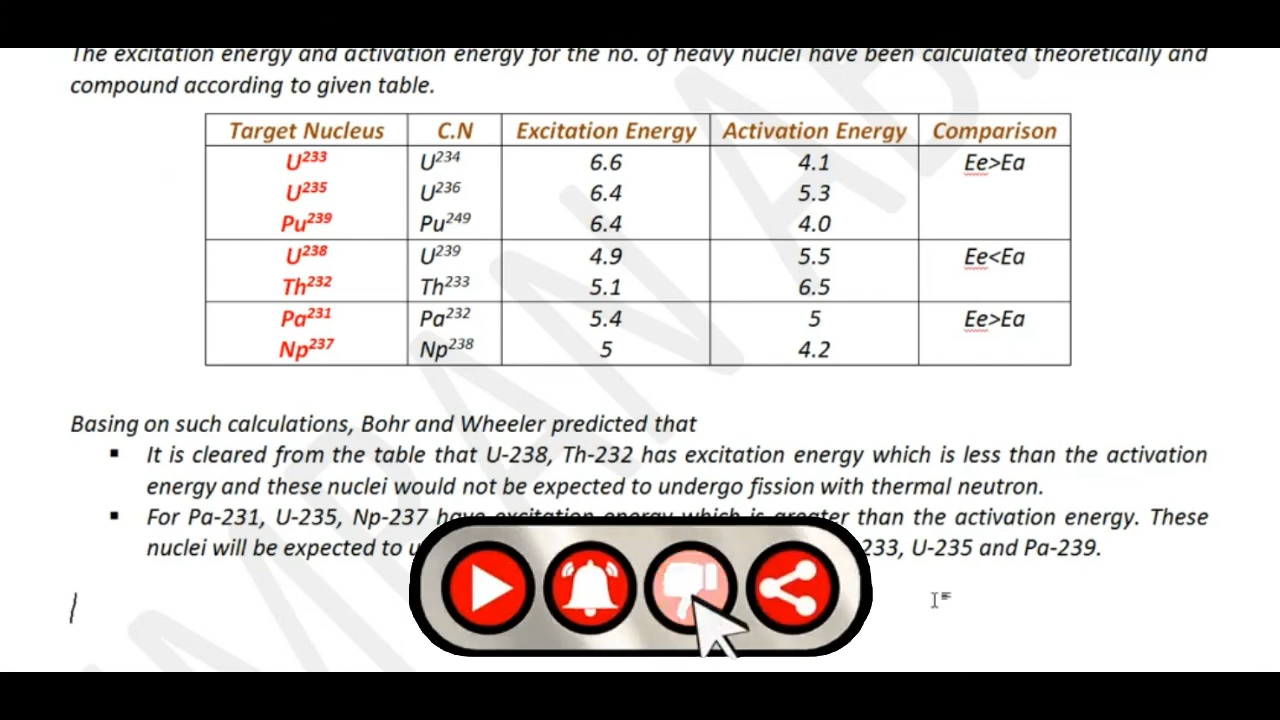 The excitation energy and activation energy for the no. of heavy nuclei have been calculated theoretically and
compound according to given table.
Target Nucleus C.N Excitation Energy Activation Energy Comparison
U²³³ U²³⁴ 6.6 4.1 Ee>Ea
U²³⁵ U²³⁶ 6.4 5.3
Pu²³⁹ Pu²⁴⁹ 6.4 4.0
U²³⁸ U²³⁹ 4.9 5.5 Ee<Ea
Th²³² Th²³³ 5.1 6.5
Pa²³¹ Pa²³² 5.4 5 Ee>Ea
Np²³⁷ Np²³⁸ 5 4.2
Basing on such calculations, Bohr and Wheeler predicted that
▪ It is cleared from the table that U-238, Th-232 has excitation energy which is less than the activation
energy and these nuclei would not be expected to undergo fission with thermal neutron.
▪ For Pa-231, U-235, Np-237 have excitation energy which is greater than the activation energy. These
nuclei will be expected to 233, U-235 and Pa-239.